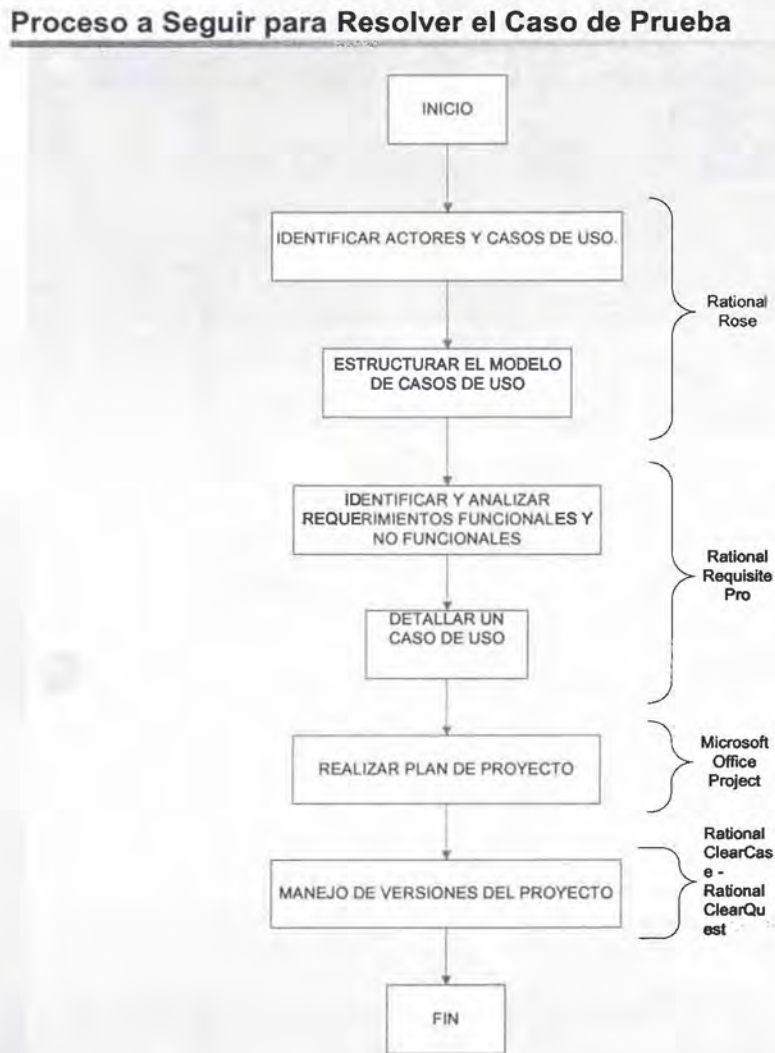 Proceso a Seguir para Resolver el Caso de Prueba
INICIO
IDENTIFICAR ACTORES Y CASOS DE USO.
Rational
Rose
ESTRUCTURAR EL MODELO
DE CASOS DE USO
IDENTIFICAR Y ANALIZAR
REQUERIMIENTOS FUNCIONALES Y
NO FUNCIONALES
Rational
Requisite
Pro
DETALLAR UN
CASO DE USO
REALIZAR PLAN DE PROYECTO
Microsoft
Office
Project
MANEJO DE VERSIONES DEL PROYECTO
Rational
ClearCas
e -
Rational
ClearQu
est
FIN